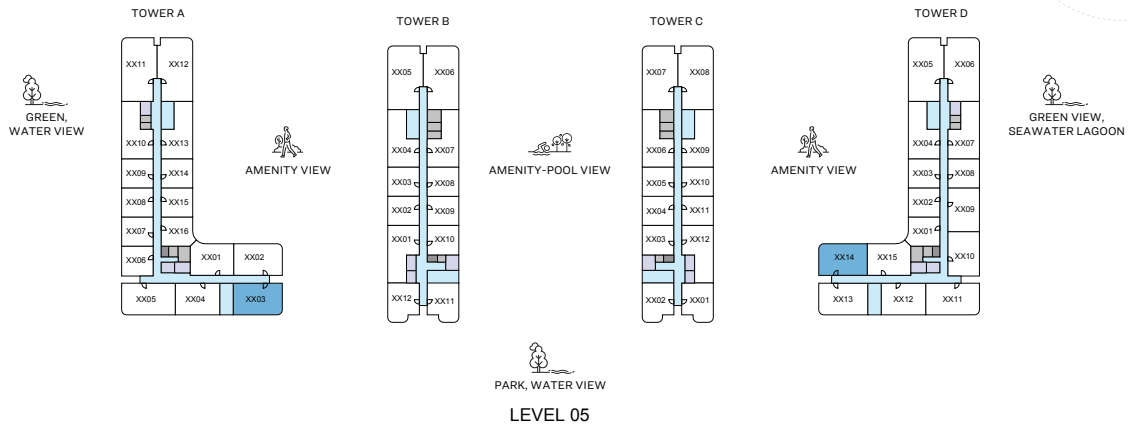 TOWER A
TOWER B
TOWER C
TOWER D
XX11 XX12
XX10 XX13
XX09 XX14
XX08 XX15
XX07 XX16
XX06 XX01 XX02
XX05 XX04 XX03
XX05 XX06
XX04 XX07
XX03 XX08
XX02 XX09
XX01 XX10
XX12 XX11
XX07 XX08
XX06 XX09
XX05 XX10
XX04 XX11
XX03 XX12
XX02 XX01
XX05 XX06
XX04 XX07
XX03 XX08
XX02 XX09
XX01
XX14 XX15 XX10
XX13 XX12 XX11
GREEN,
WATER VIEW
AMENITY VIEW
AMENITY-POOL VIEW
AMENITY VIEW
GREEN VIEW,
SEAWATER LAGOON
PARK, WATER VIEW
LEVEL 05